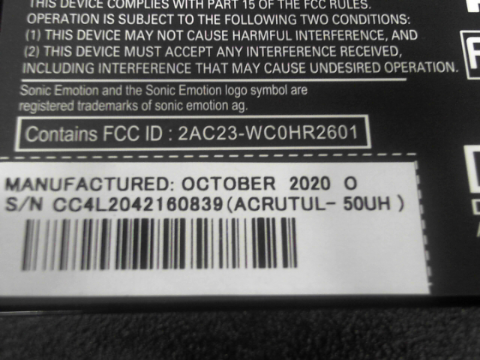 THIS DEVICE COMPLIES WITH PART 15 OF THE FCC RULES.
OPERATION IS SUBJECT TO THE FOLLOWING TWO CONDITIONS:
(1) THIS DEVICE MAY NOT CAUSE HARMFUL INTERFERENCE, AND
(2) THIS DEVICE MUST ACCEPT ANY INTERFERENCE RECEIVED,
INCLUDING INTERFERENCE THAT MAY CAUSE UNDESIRED OPERATION.
Sonic Emotion and the Sonic Emotion logo symbol are
registered trademarks of sonic emotion ag.
Contains FCC ID : 2AC23-WC0HR2601
MANUFACTURED: OCTOBER 2020 O
S/N CC4L2042160839(ACRUTUL-50UH)